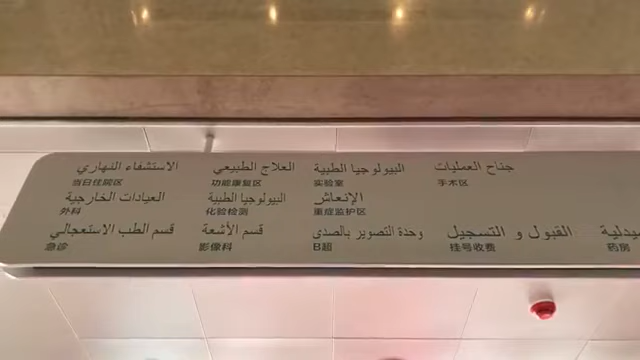 الاستشفاء النهاري العلاج الطبيعي البيولوجيا الطبية جناح العمليات
当日住院区 功能康复区 实验室 手术区
العيادات الخارجية البيولوجيا الطبية الإنعاش
外科 化验检测 重症监护区
قسم الطب الاستعجالي قسم الأشعة وحدة التصوير بالصدى القبول و التسجيل
急诊 影像科 B超 挂号收费 药房